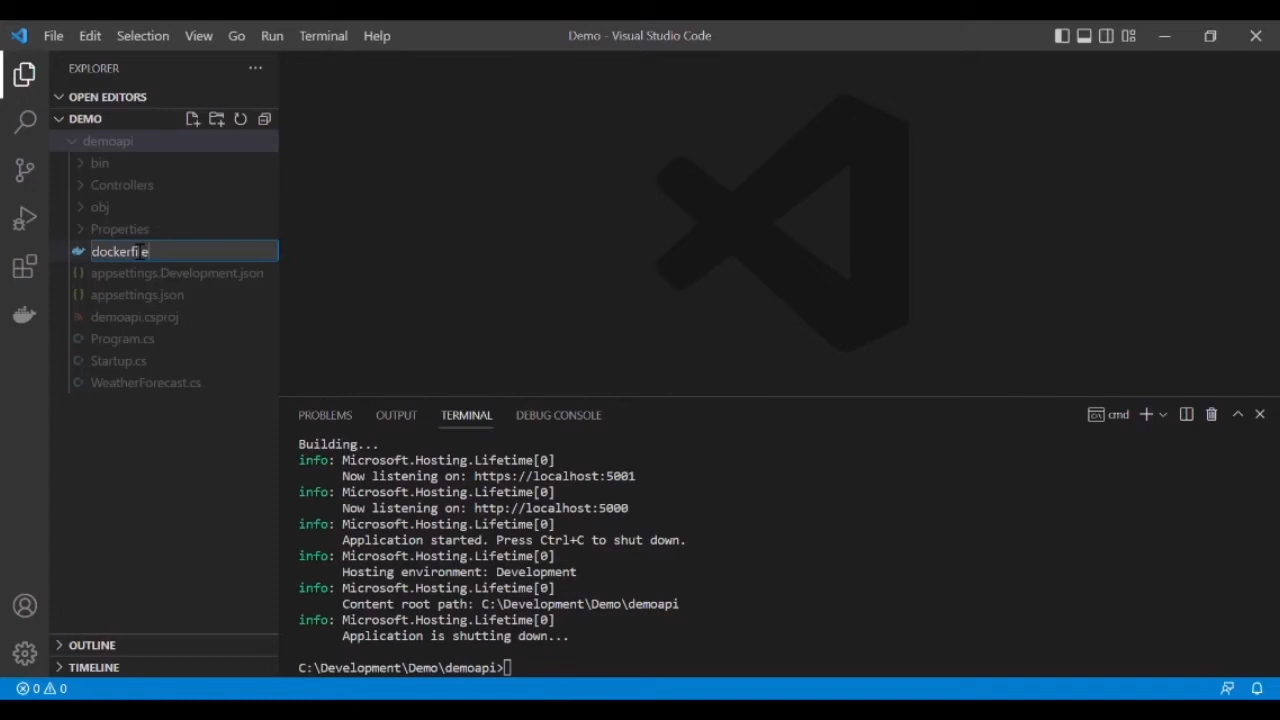 File Edit Selection View Go Run Terminal Help Demo - Visual Studio Code
EXPLORER
OPEN EDITORS
DEMO
demoapi
bin
Controllers
obj
Properties
dockerfile
appsettings.Development.json
appsettings.json
demoapi.csproj
Program.cs
Startup.cs
WeatherForecast.cs
OUTLINE
TIMELINE
PROBLEMS OUTPUT TERMINAL DEBUG CONSOLE cmd
Building...
info: Microsoft.Hosting.Lifetime[0]
Now listening on: https://localhost:5001
info: Microsoft.Hosting.Lifetime[0]
Now listening on: http://localhost:5000
info: Microsoft.Hosting.Lifetime[0]
Application started. Press Ctrl+C to shut down.
info: Microsoft.Hosting.Lifetime[0]
Hosting environment: Development
info: Microsoft.Hosting.Lifetime[0]
Content root path: C:\Development\Demo\demoapi
info: Microsoft.Hosting.Lifetime[0]
Application is shutting down...
C:\Development\Demo\demoapi>
0 0